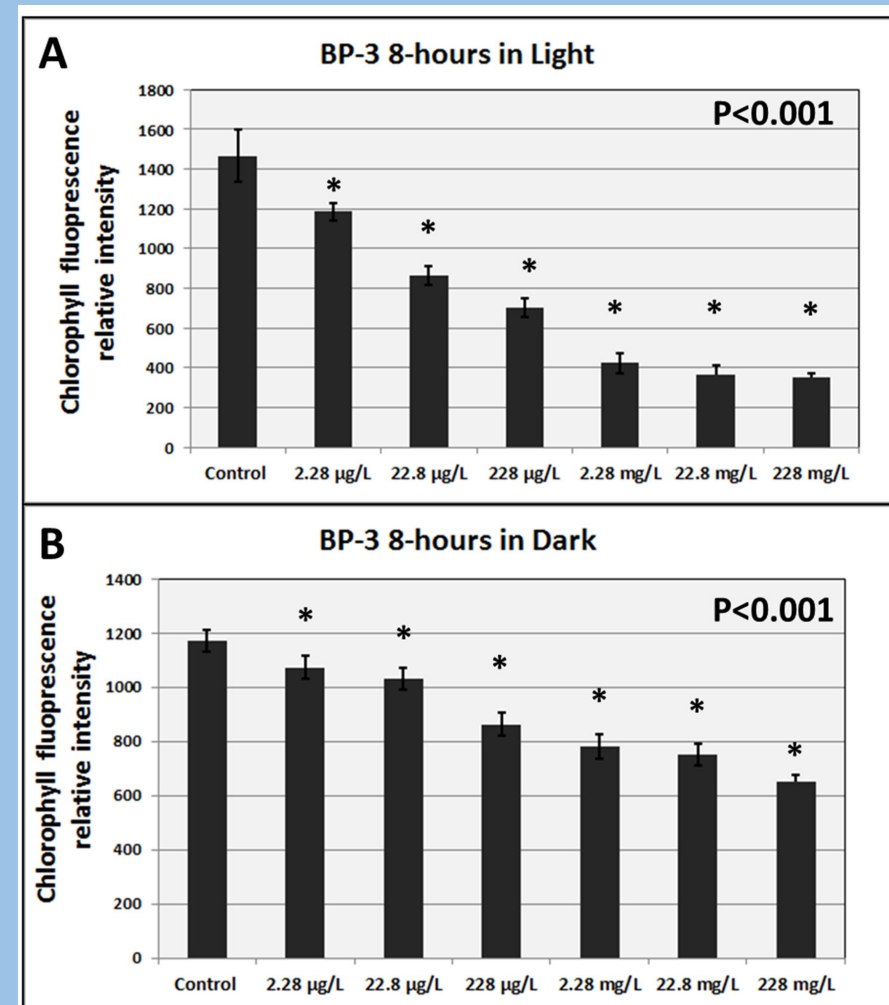 A
BP-3 8-hours in Light
P<0.001
Chlorophyll fluoprescence
relative intensity
1800
1600
1400
1200
1000
800
600
400
200
0
*
*
*
*
*
*
Control 2.28 µg/L 22.8 µg/L 228 µg/L 2.28 mg/L 22.8 mg/L 228 mg/L
B
BP-3 8-hours in Dark
P<0.001
Chlorophyll fluoprescence
relative intensity
1400
1200
1000
800
600
400
200
0
*
*
*
*
*
*
Control 2.28 µg/L 22.8 µg/L 228 µg/L 2.28 mg/L 22.8 mg/L 228 mg/L